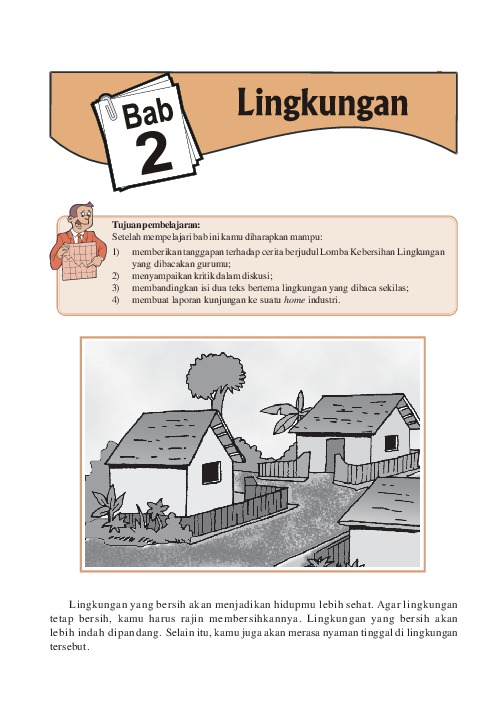 Bab
2
Lingkungan
Tujuan pembelajaran:
Setelah mempelajari bab ini kamu diharapkan mampu:
1) memberikan tanggapan terhadap cerita berjudul Lomba Kebersihan Lingkungan
yang dibacakan gurumu;
2) menyampaikan kritik dalam diskusi;
3) membandingkan isi dua teks bertema lingkungan yang dibaca sekilas;
4) membuat laporan kunjungan ke suatu home industri.
Lingkungan yang bersih akan menjadikan hidupmu lebih sehat. Agar lingkungan
tetap bersih, kamu harus rajin membersihkannya. Lingkungan yang bersih akan
lebih indah dipandang. Selain itu, kamu juga akan merasa nyaman tinggal di lingkungan
tersebut.